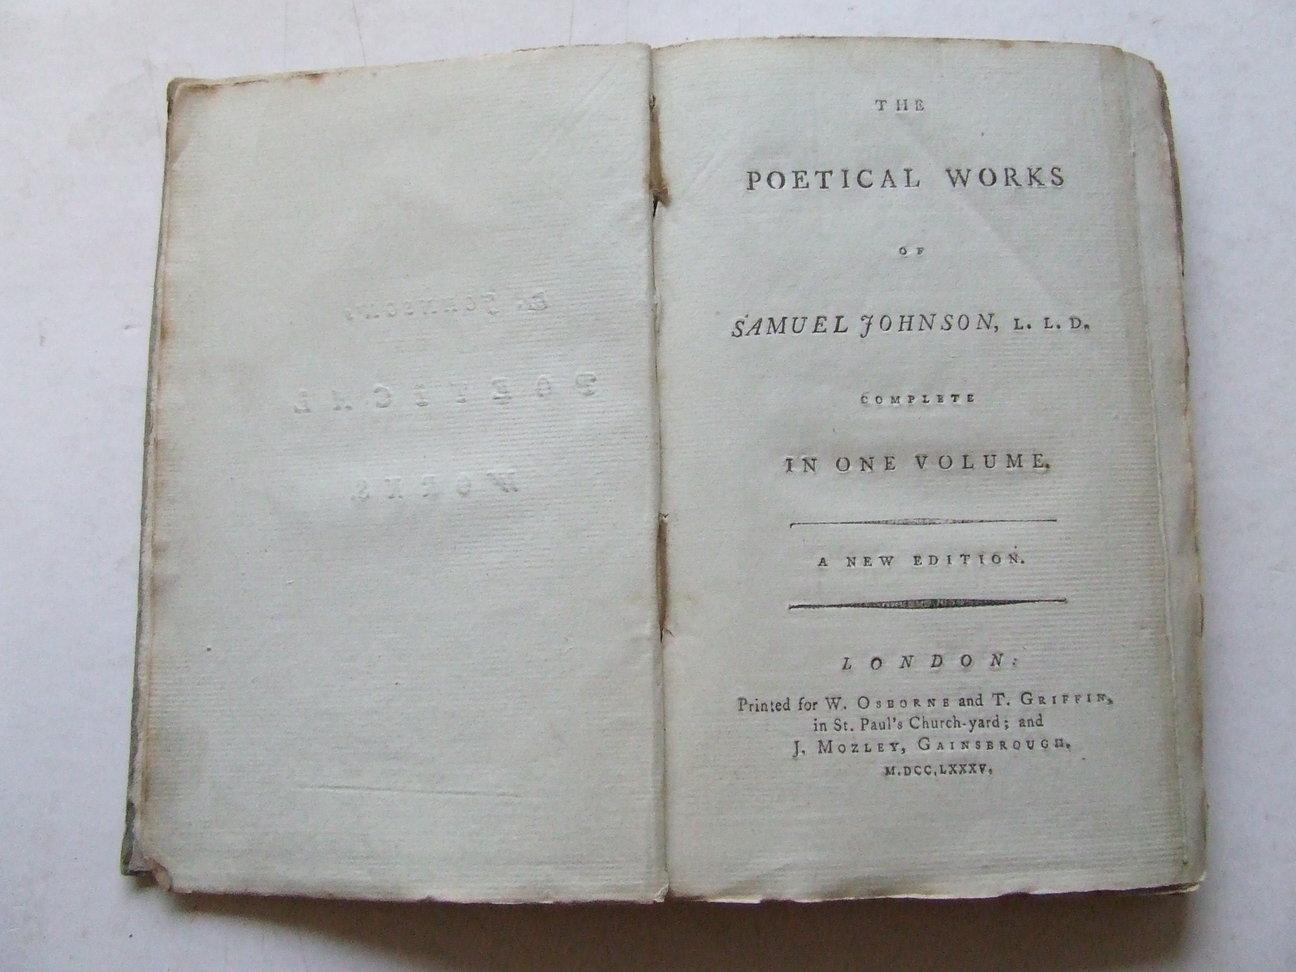 THE
POETICAL WORKS
OF
SAMUEL JOHNSON, L. L. D.
COMPLETE
IN ONE VOLUME.
A NEW EDITION.
LONDON:
Printed for W. OSBORNE and T. GRIFFIN,
in St. Paul's Church-yard; and
J. MOZLEY, GAINSBROUGH.
M.DCC,LXXXV,